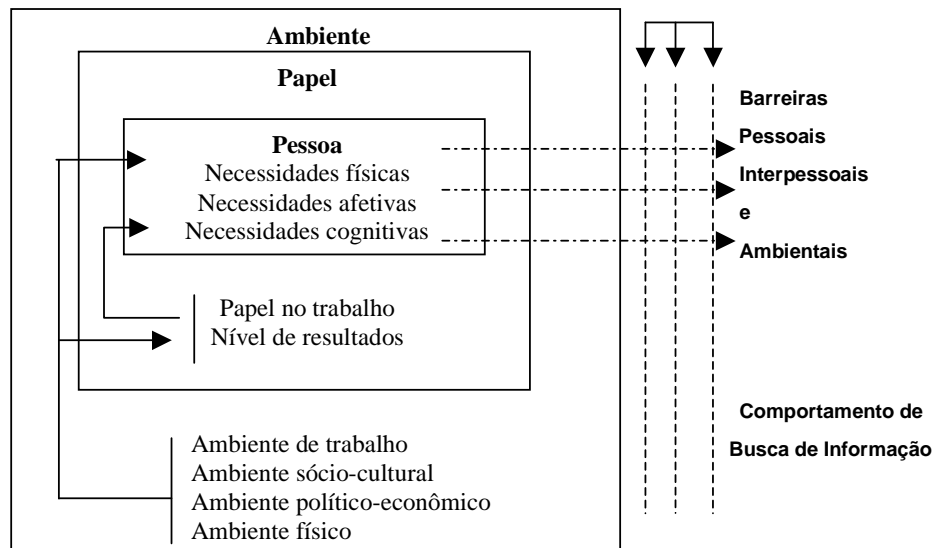 Ambiente
Papel
Pessoa
Necessidades físicas
Necessidades afetivas
Necessidades cognitivas
Papel no trabalho
Nível de resultados
Ambiente de trabalho
Ambiente sócio-cultural
Ambiente político-econômico
Ambiente físico
Barreiras
Pessoais
Interpessoais
e
Ambientais
Comportamento de
Busca de Informação